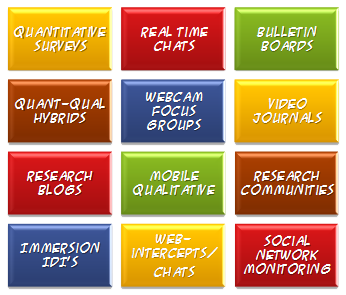 QUANTITATIVE
SURVEYS
REAL TIME
CHATS
BULLETIN
BOARDS
QUANT-QUAL
HYBRIDS
WEBCAM
FOCUS
GROUPS
VIDEO
JOURNALS
RESEARCH
BLOGS
MOBILE
QUALITATIVE
RESEARCH
COMMUNITIES
IMMERSION
IDI'S
WEB-
INTERCEPTS/
CHATS
SOCIAL
NETWORK
MONITORING